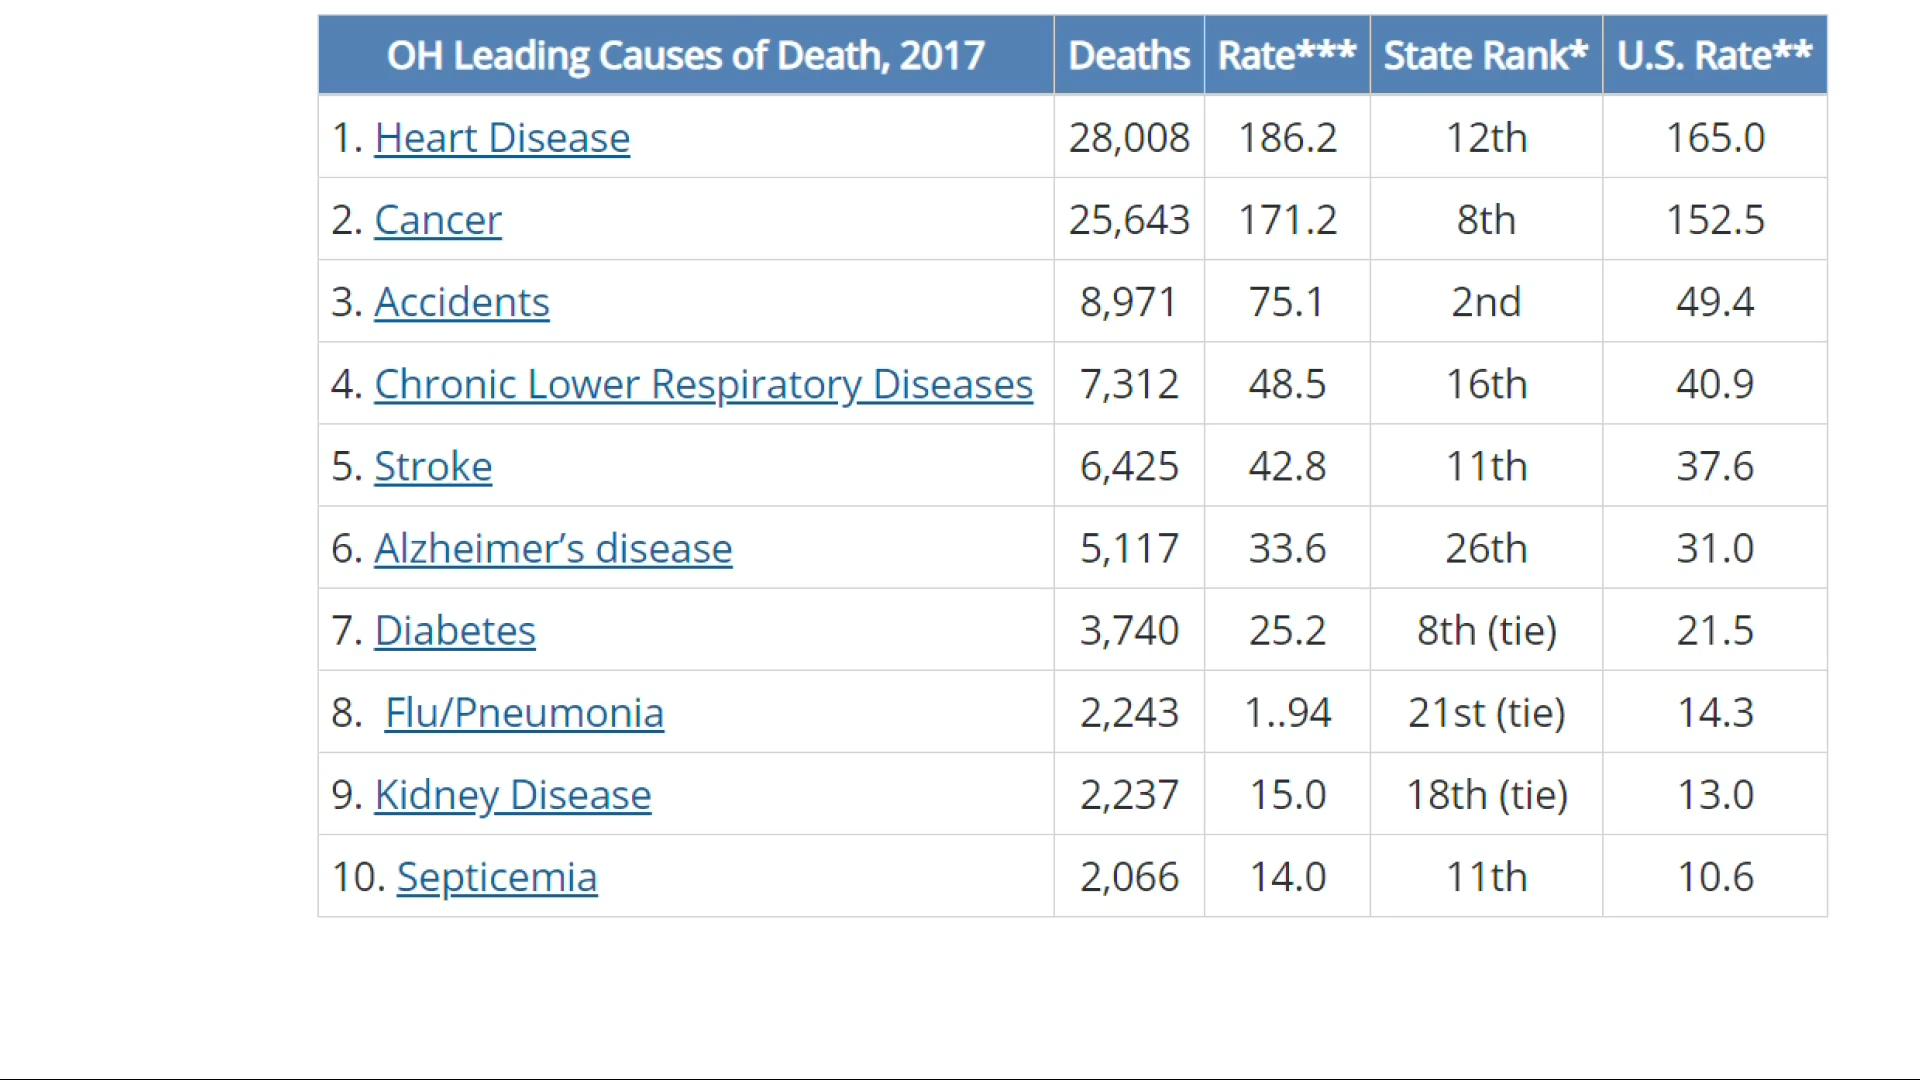 OH Leading Causes of Death, 2017 Deaths Rate*** State Rank* U.S. Rate**
1. Heart Disease 28,008 186.2 12th 165.0
2. Cancer 25,643 171.2 8th 152.5
3. Accidents 8,971 75.1 2nd 49.4
4. Chronic Lower Respiratory Diseases 7,312 48.5 16th 40.9
5. Stroke 6,425 42.8 11th 37.6
6. Alzheimer’s disease 5,117 33.6 26th 31.0
7. Diabetes 3,740 25.2 8th (tie) 21.5
8. Flu/Pneumonia 2,243 1..94 21st (tie) 14.3
9. Kidney Disease 2,237 15.0 18th (tie) 13.0
10. Septicemia 2,066 14.0 11th 10.6